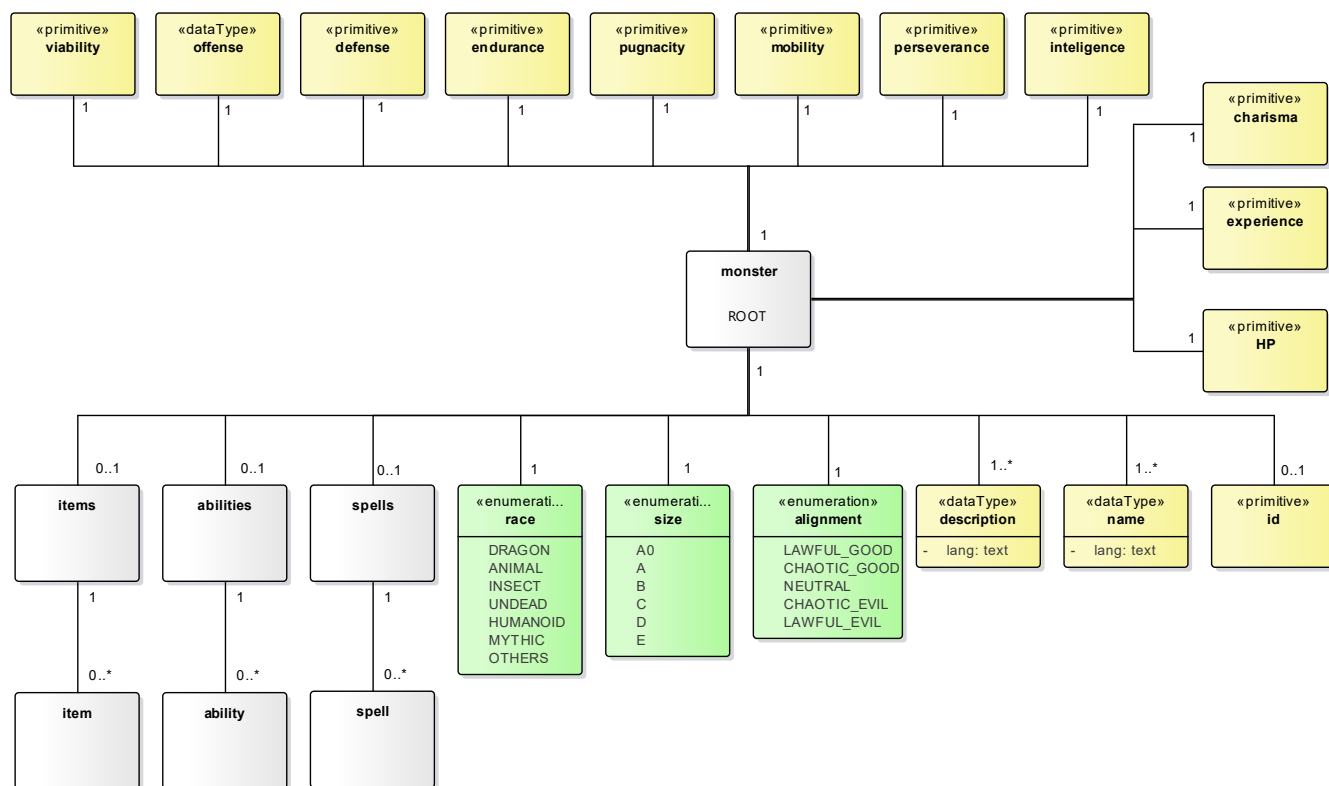 «primitive»
viability
1
«dataType»
offense
1
«primitive»
defense
1
«primitive»
endurance
1
«primitive»
pugnacity
1
«primitive»
mobility
1
«primitive»
perseverance
1
«primitive»
inteligence
1
«primitive»
charisma
1
«primitive»
experience
1
«primitive»
HP
1
1
monster
ROOT
1
0..1
items
1
0..*
item
0..1
abilities
1
0..*
ability
0..1
spells
1
0..*
spell
1
«enumerati...
race
DRAGON
ANIMAL
INSECT
UNDEAD
HUMANOID
MYTHIC
OTHERS
1
«enumerati...
size
A0
A
B
C
D
E
1
«enumeration»
alignment
LAWFUL_GOOD
CHAOTIC_GOOD
NEUTRAL
CHAOTIC_EVIL
LAWFUL_EVIL
1..*
«dataType»
description
- lang: text
1..*
«dataType»
name
- lang: text
0..1
«primitive»
id